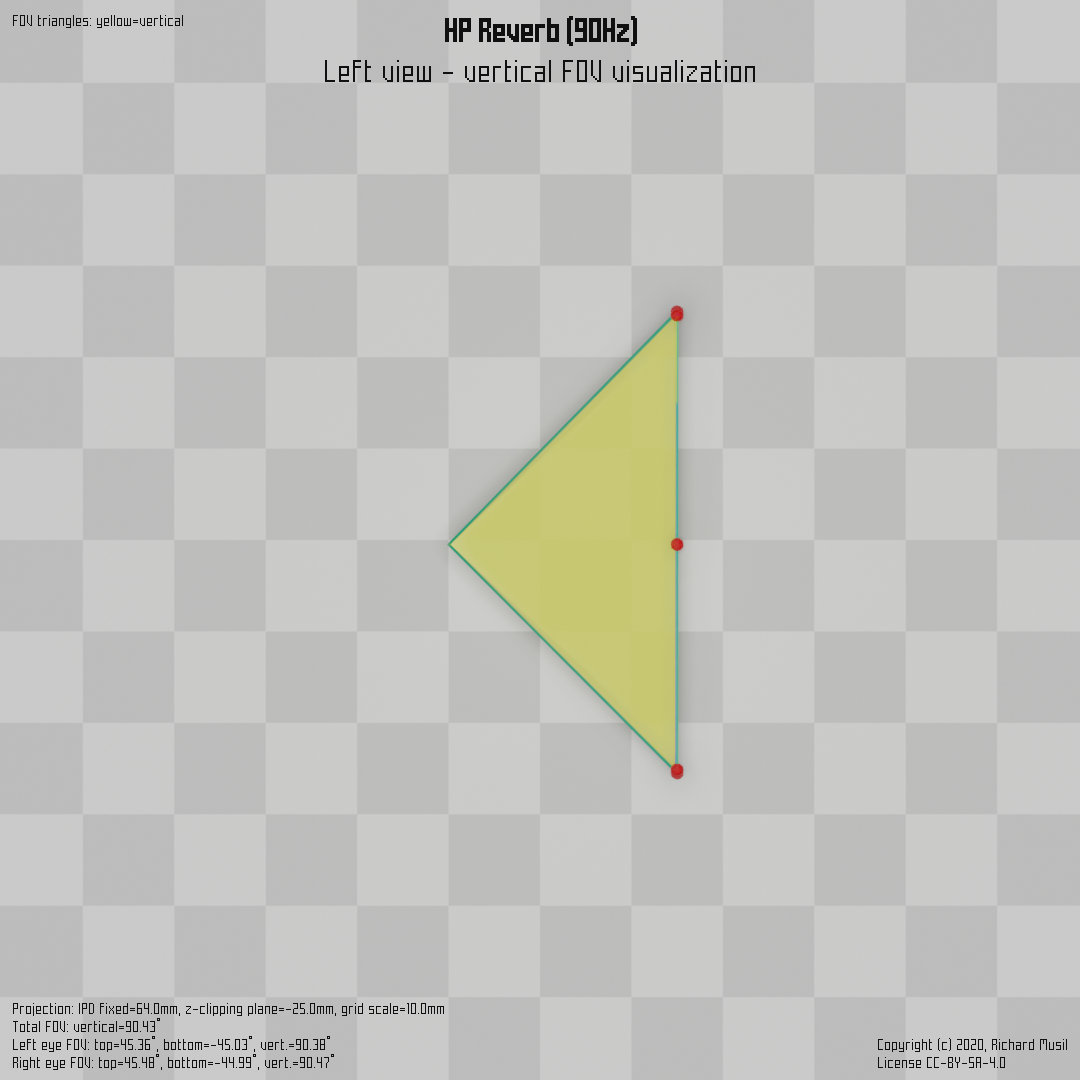 FOV triangles: yellow=vertical
HP Reverb (90Hz)
Left view - vertical FOV visualization
Projection: IPD fixed=64.0mm, z-clipping plane=-25.0mm, grid scale=10.0mm
Total FOV: vertical=90.43°
Left eye FOV: top=45.36°, bottom=-45.03°, vert.=90.38°
Right eye FOV: top=45.48°, bottom=-44.99°, vert.=90.47°
Copyright (c) 2020, Richard Musil
License CC-BY-SA-4.0